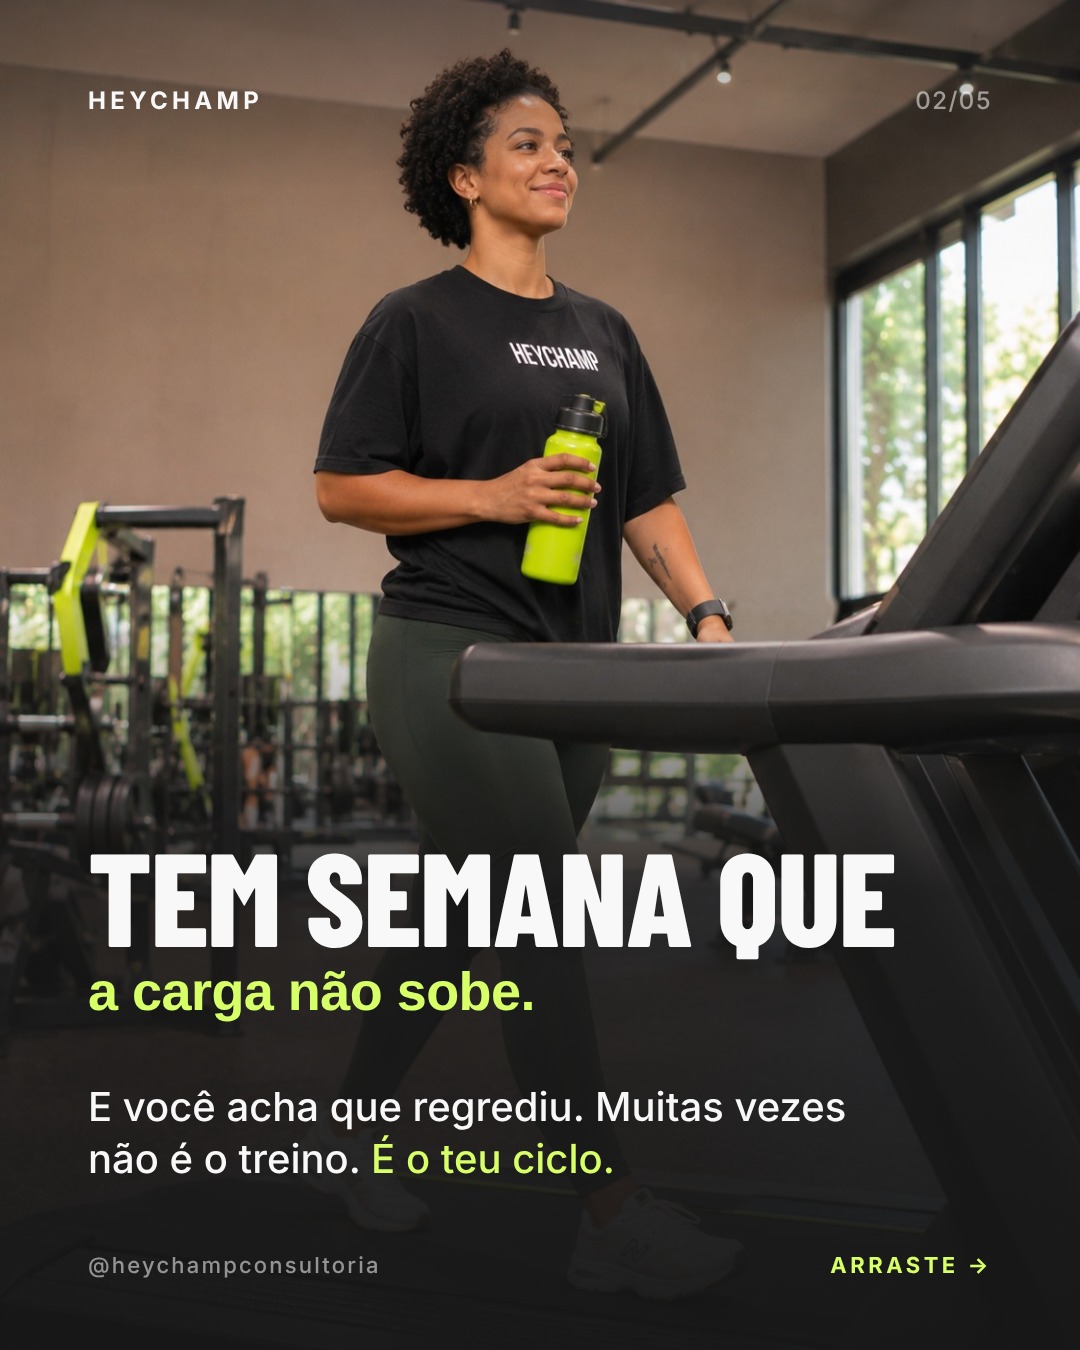 HEYCHAMP
02/05
HEYCHAMP
TEM SEMANA QUE
a carga não sobe.
E você acha que regrediu. Muitas vezes
não é o treino. É o teu ciclo.
@heychampconsultoria
ARRASTE →